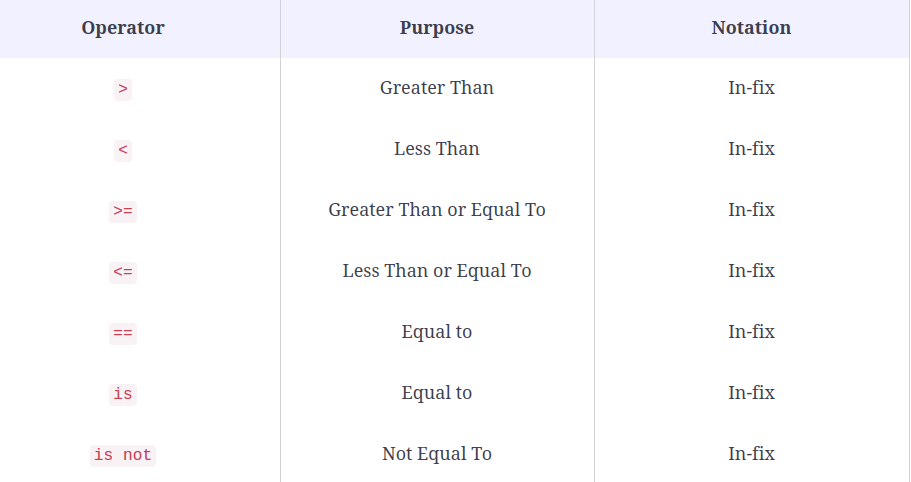 Operator Purpose Notation
> Greater Than In-fix
< Less Than In-fix
>= Greater Than or Equal To In-fix
<= Less Than or Equal To In-fix
== Equal to In-fix
is Equal to In-fix
is not Not Equal To In-fix